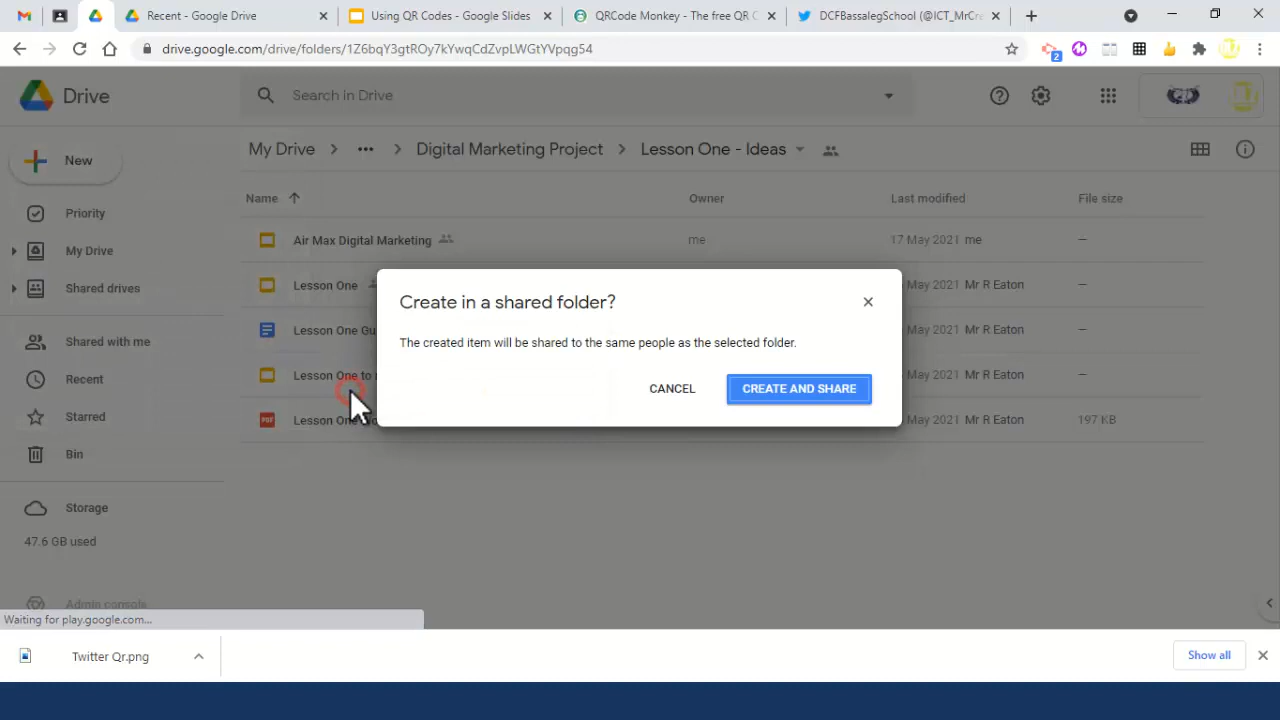 Recent - Google Drive
Using QR Codes - Google Slides
QRCode Monkey - The free QR C
DCFBassalegSchool (@ICT_MrCre
drive.google.com/drive/folders/1Z6bqY3gtROy7kYwqCdZvpLWGtYVpqg54
2
Drive
Search in Drive
New
My Drive
Digital Marketing Project
Lesson One - Ideas
Name
Owner
Last modified
File size
Priority
My Drive
Shared drives
Shared with me
Recent
Starred
Bin
Storage
47.6 GB used
Admin console
Air Max Digital Marketing
me
17 May 2021 me
–
Lesson One
May 2021 Mr R Eaton
–
Lesson One Gu
May 2021 Mr R Eaton
–
Lesson One to
May 2021 Mr R Eaton
–
Lesson One
May 2021 Mr R Eaton
197 KB
Create in a shared folder?
The created item will be shared to the same people as the selected folder.
CANCEL
CREATE AND SHARE
Waiting for play.google.com...
Twitter Qr.png
Show all